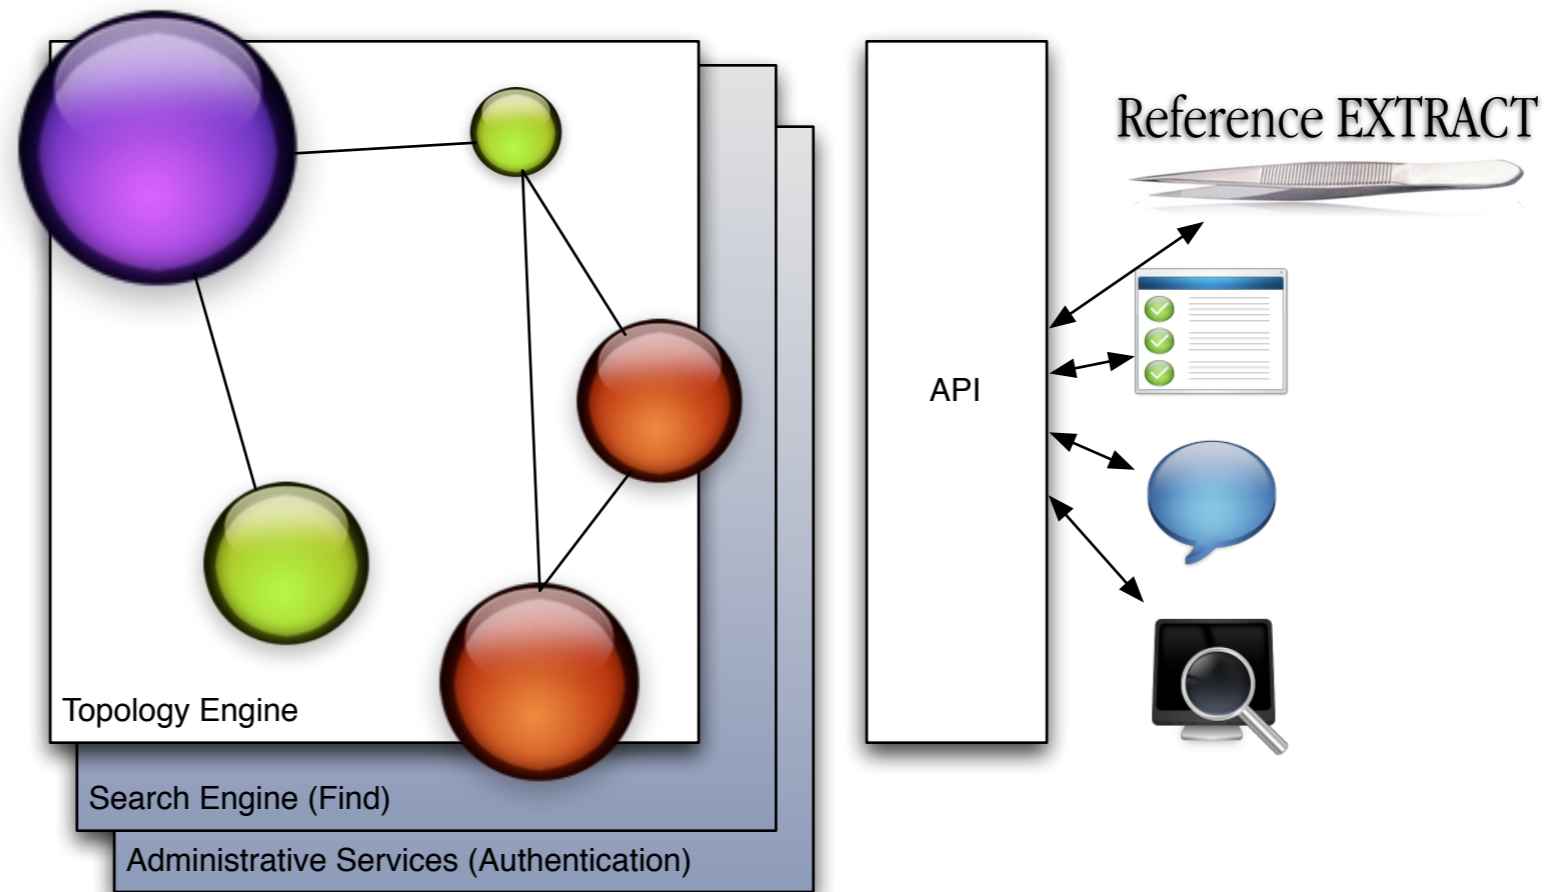 Reference EXTRACT
API
Topology Engine
Search Engine (Find)
Administrative Services (Authentication)